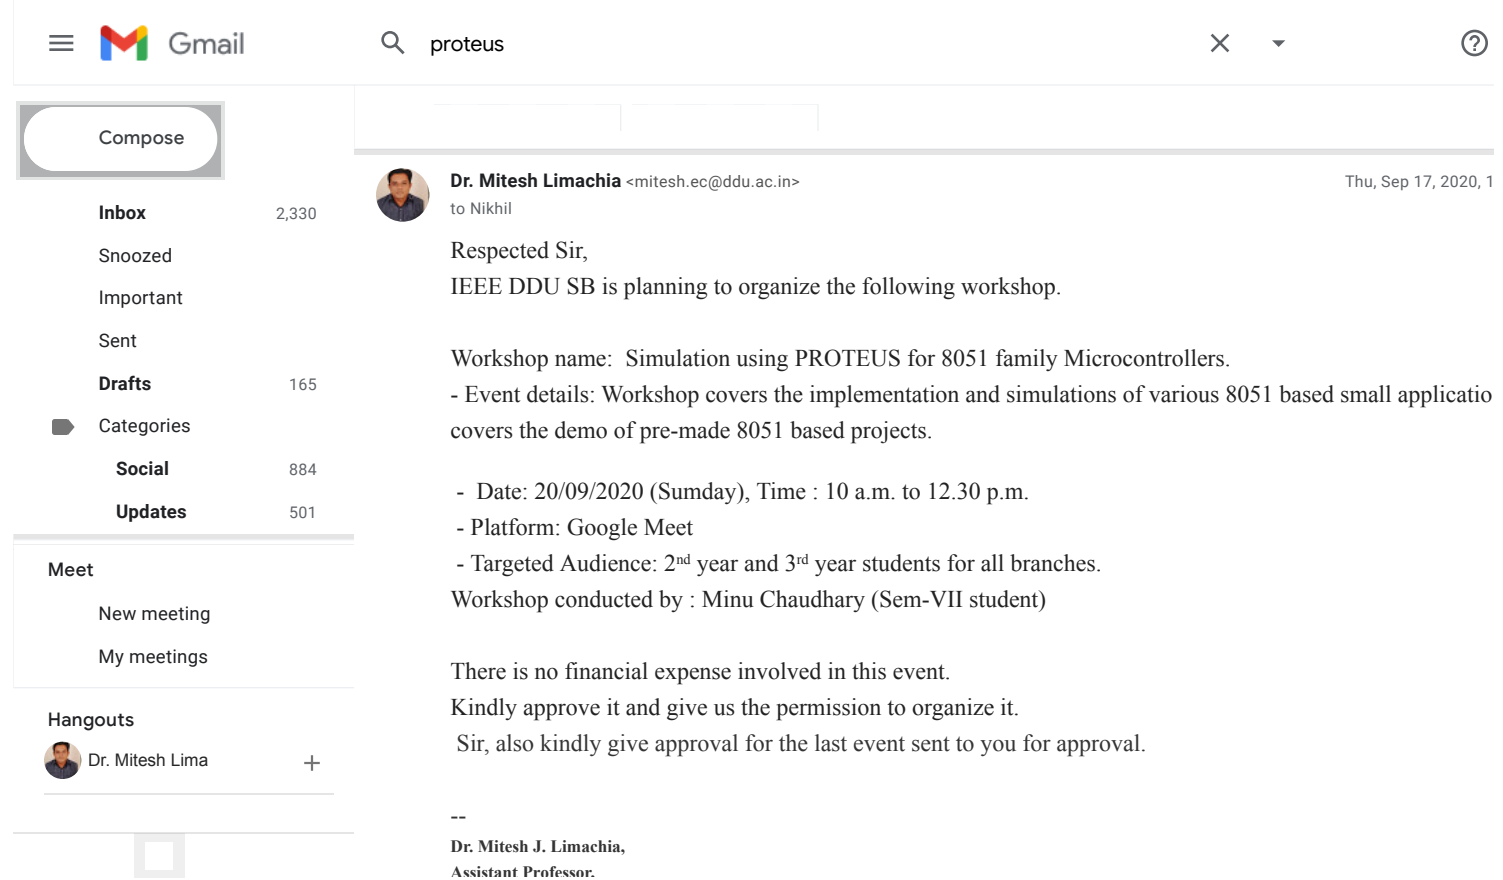 Gmail
proteus
Compose
Inbox 2,330
Snoozed
Important
Sent
Drafts 165
Categories
Social 884
Updates 501
Meet
New meeting
My meetings
Hangouts
Dr. Mitesh Lima
Dr. Mitesh Limachia <mitesh.ec@ddu.ac.in> Thu, Sep 17, 2020, 1
to Nikhil
Respected Sir,
IEEE DDU SB is planning to organize the following workshop.
Workshop name:  Simulation using PROTEUS for 8051 family Microcontrollers.
- Event details: Workshop covers the implementation and simulations of various 8051 based small applicatio
covers the demo of pre-made 8051 based projects.
-  Date: 20/09/2020 (Sumday), Time : 10 a.m. to 12.30 p.m.
- Platform: Google Meet
- Targeted Audience: 2nd year and 3rd year students for all branches.
Workshop conducted by : Minu Chaudhary (Sem-VII student)
There is no financial expense involved in this event.
Kindly approve it and give us the permission to organize it.
Sir, also kindly give approval for the last event sent to you for approval.
--
Dr. Mitesh J. Limachia,
Assistant Professor,